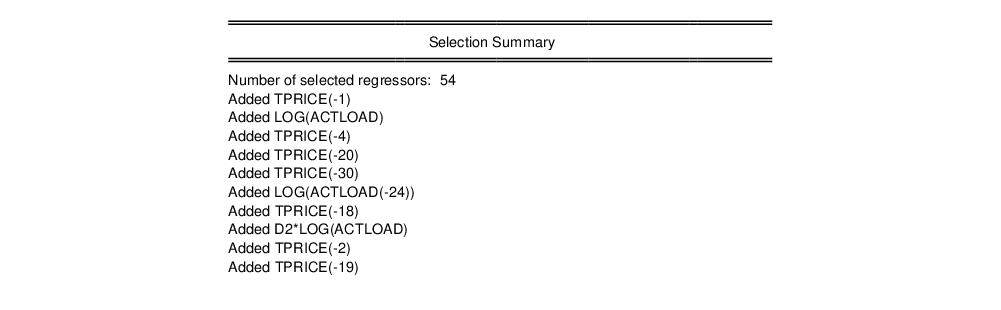 Selection Summary
Number of selected regressors: 54
Added TPRICE(-1)
Added LOG(ACTLOAD)
Added TPRICE(-4)
Added TPRICE(-20)
Added TPRICE(-30)
Added LOG(ACTLOAD(-24))
Added TPRICE(-18)
Added D2*LOG(ACTLOAD)
Added TPRICE(-2)
Added TPRICE(-19)